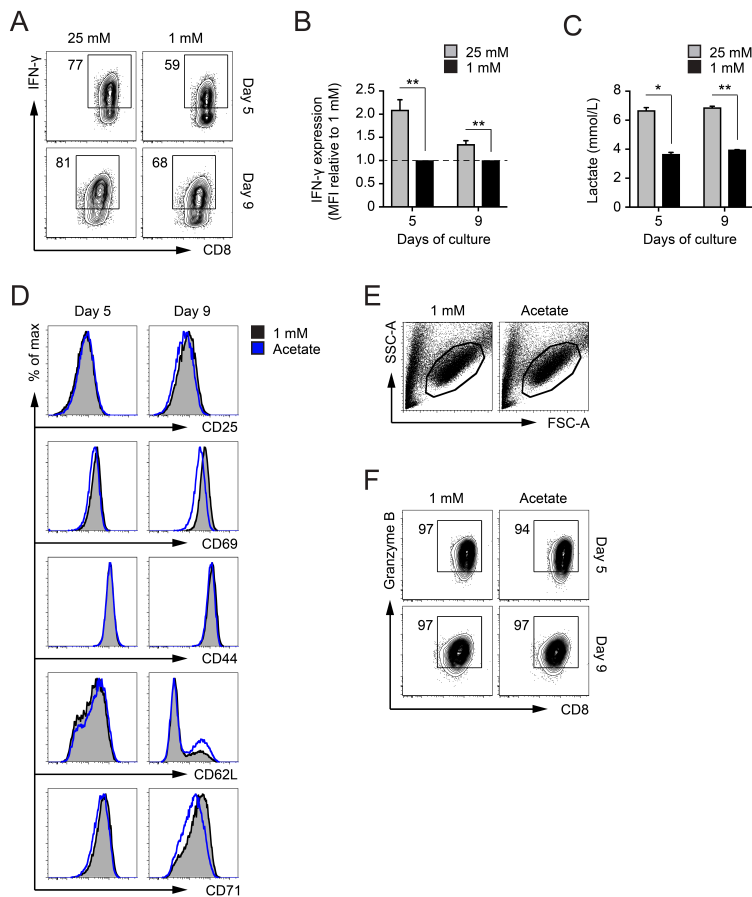 A
25 mM 1 mM
IFN-γ
77 59
Day 5
81 68
Day 9
CD8
B
25 mM
1 mM
IFN-γ expression
(MFI relative to 1 mM)
2.5
2.0
1.5
1.0
0.5
0
** **
5 9
Days of culture
C
25 mM
1 mM
Lactate (mmol/L)
8
6
4
2
0
* **
5 9
Days of culture
D
Day 5 Day 9
% of max
1 mM
Acetate
CD25
CD69
CD44
CD62L
CD71
E
1 mM Acetate
SSC-A
FSC-A
F
1 mM Acetate
Granzyme B
97 94
Day 5
97 97
Day 9
CD8